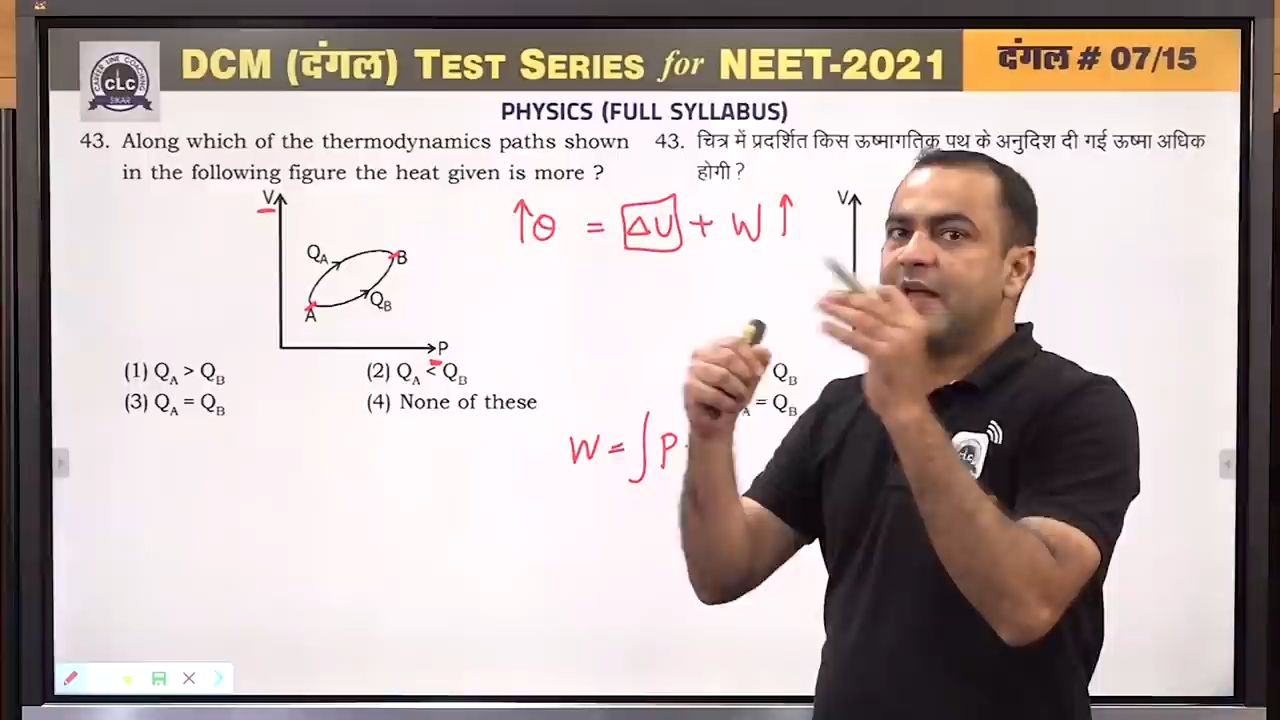 DCM (दंगल) TEST SERIES for NEET-2021
दंगल # 07/15
CLC
SIKAR
PHYSICS (FULL SYLLABUS)
43. Along which of the thermodynamics paths shown
in the following figure the heat given is more ?
V
Q_A
B
Q_B
A
P
(1) Q_A > Q_B
(2) Q_A < Q_B
(3) Q_A = Q_B
(4) None of these
43. चित्र में प्रदर्शित किस ऊष्मागतिक पथ के अनुदिश दी गई ऊष्मा अधिक
होगी ?
V
↑Q = ΔU + W↑
Q_B
= Q_B
W = ∫ P